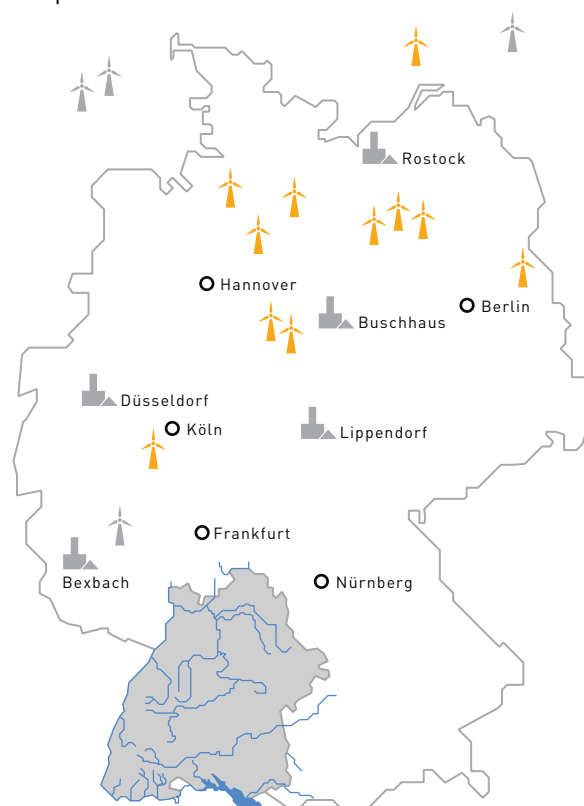 Rostock
Hannover
Berlin
Buschhaus
Düsseldorf
Köln
Lippendorf
Frankfurt
Bexbach
Nürnberg